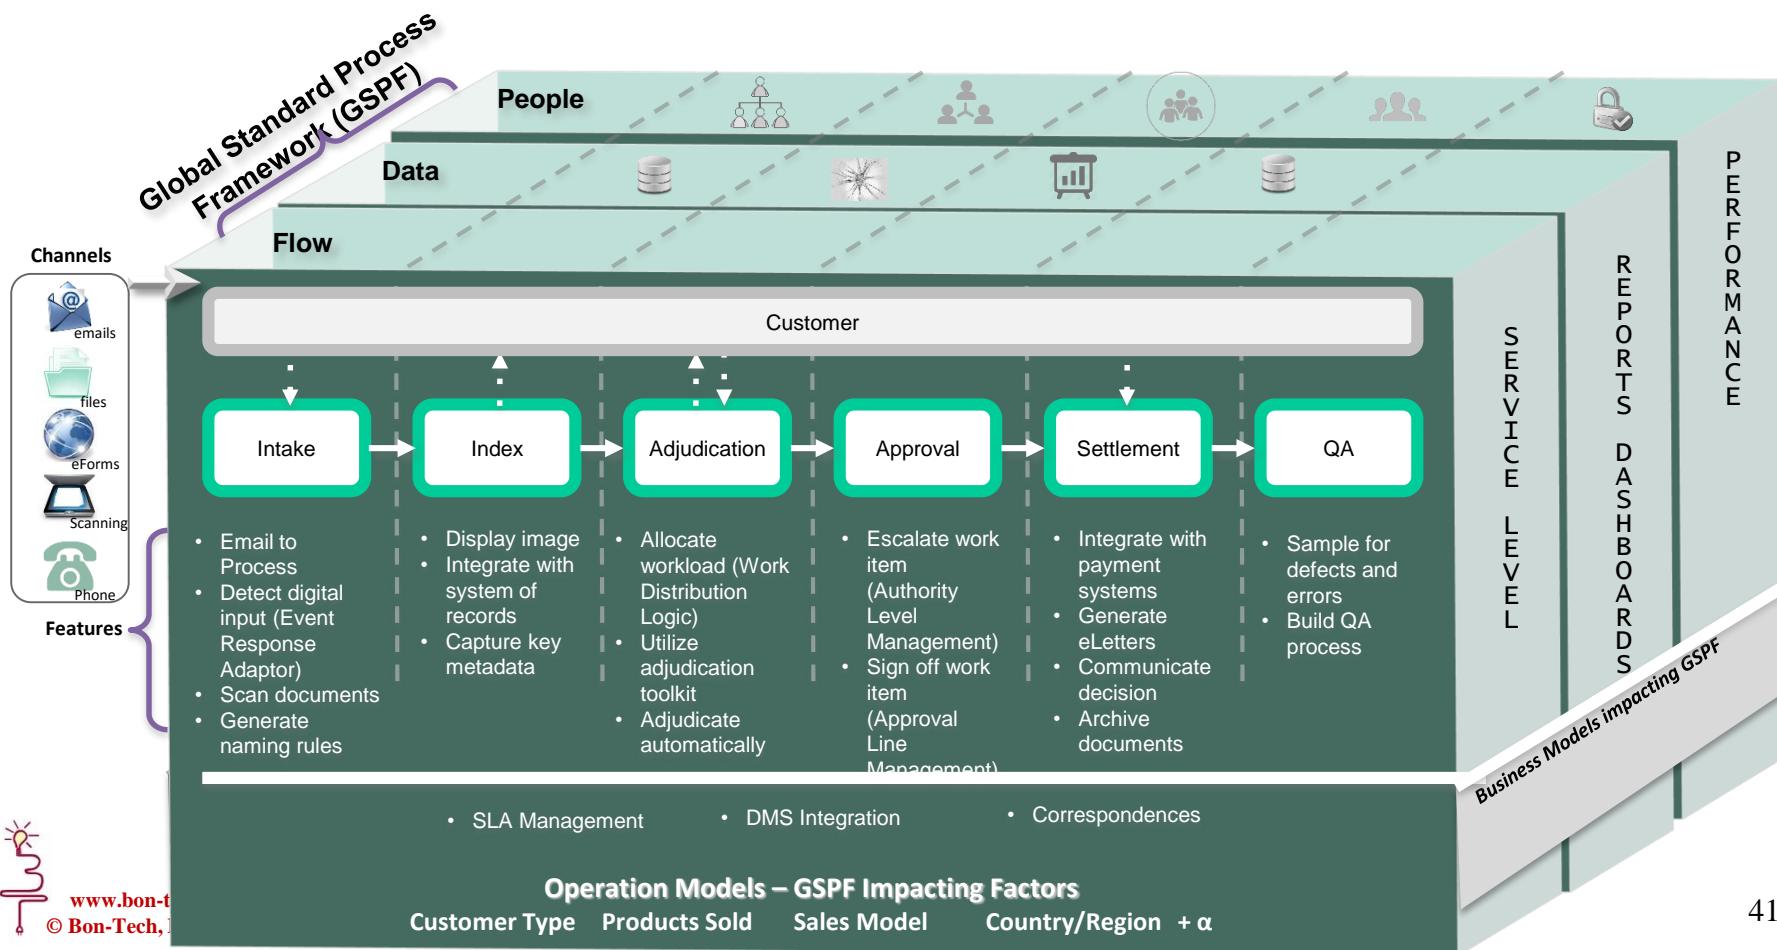 Global Standard Process
Framework (GSPF)
People
Data
Flow
Channels
emails
files
eForms
Scanning
Phone
Features
Customer
Intake
Index
Adjudication
Approval
Settlement
QA
• Email to
Process
• Detect digital
input (Event
Response
Adaptor)
• Scan documents
• Generate
naming rules
• Display image
• Integrate with
system of
records
• Capture key
metadata
• Allocate
workload (Work
Distribution
Logic)
• Utilize
adjudication
toolkit
• Adjudicate
automatically
• Escalate work
item
(Authority
Level
Management)
• Sign off work
item
(Approval
Line
Management)
• Integrate with
payment
systems
• Generate
eLetters
• Communicate
decision
• Archive
documents
• Sample for
defects and
errors
• Build QA
process
SERVICE LEVEL
REPORTS DASHBOARDS
PERFORMANCE
Business Models impacting GSPF
• SLA Management
• DMS Integration
• Correspondences
Operation Models – GSPF Impacting Factors
Customer Type Products Sold Sales Model Country/Region + α
www.bon-t
© Bon-Tech,
41